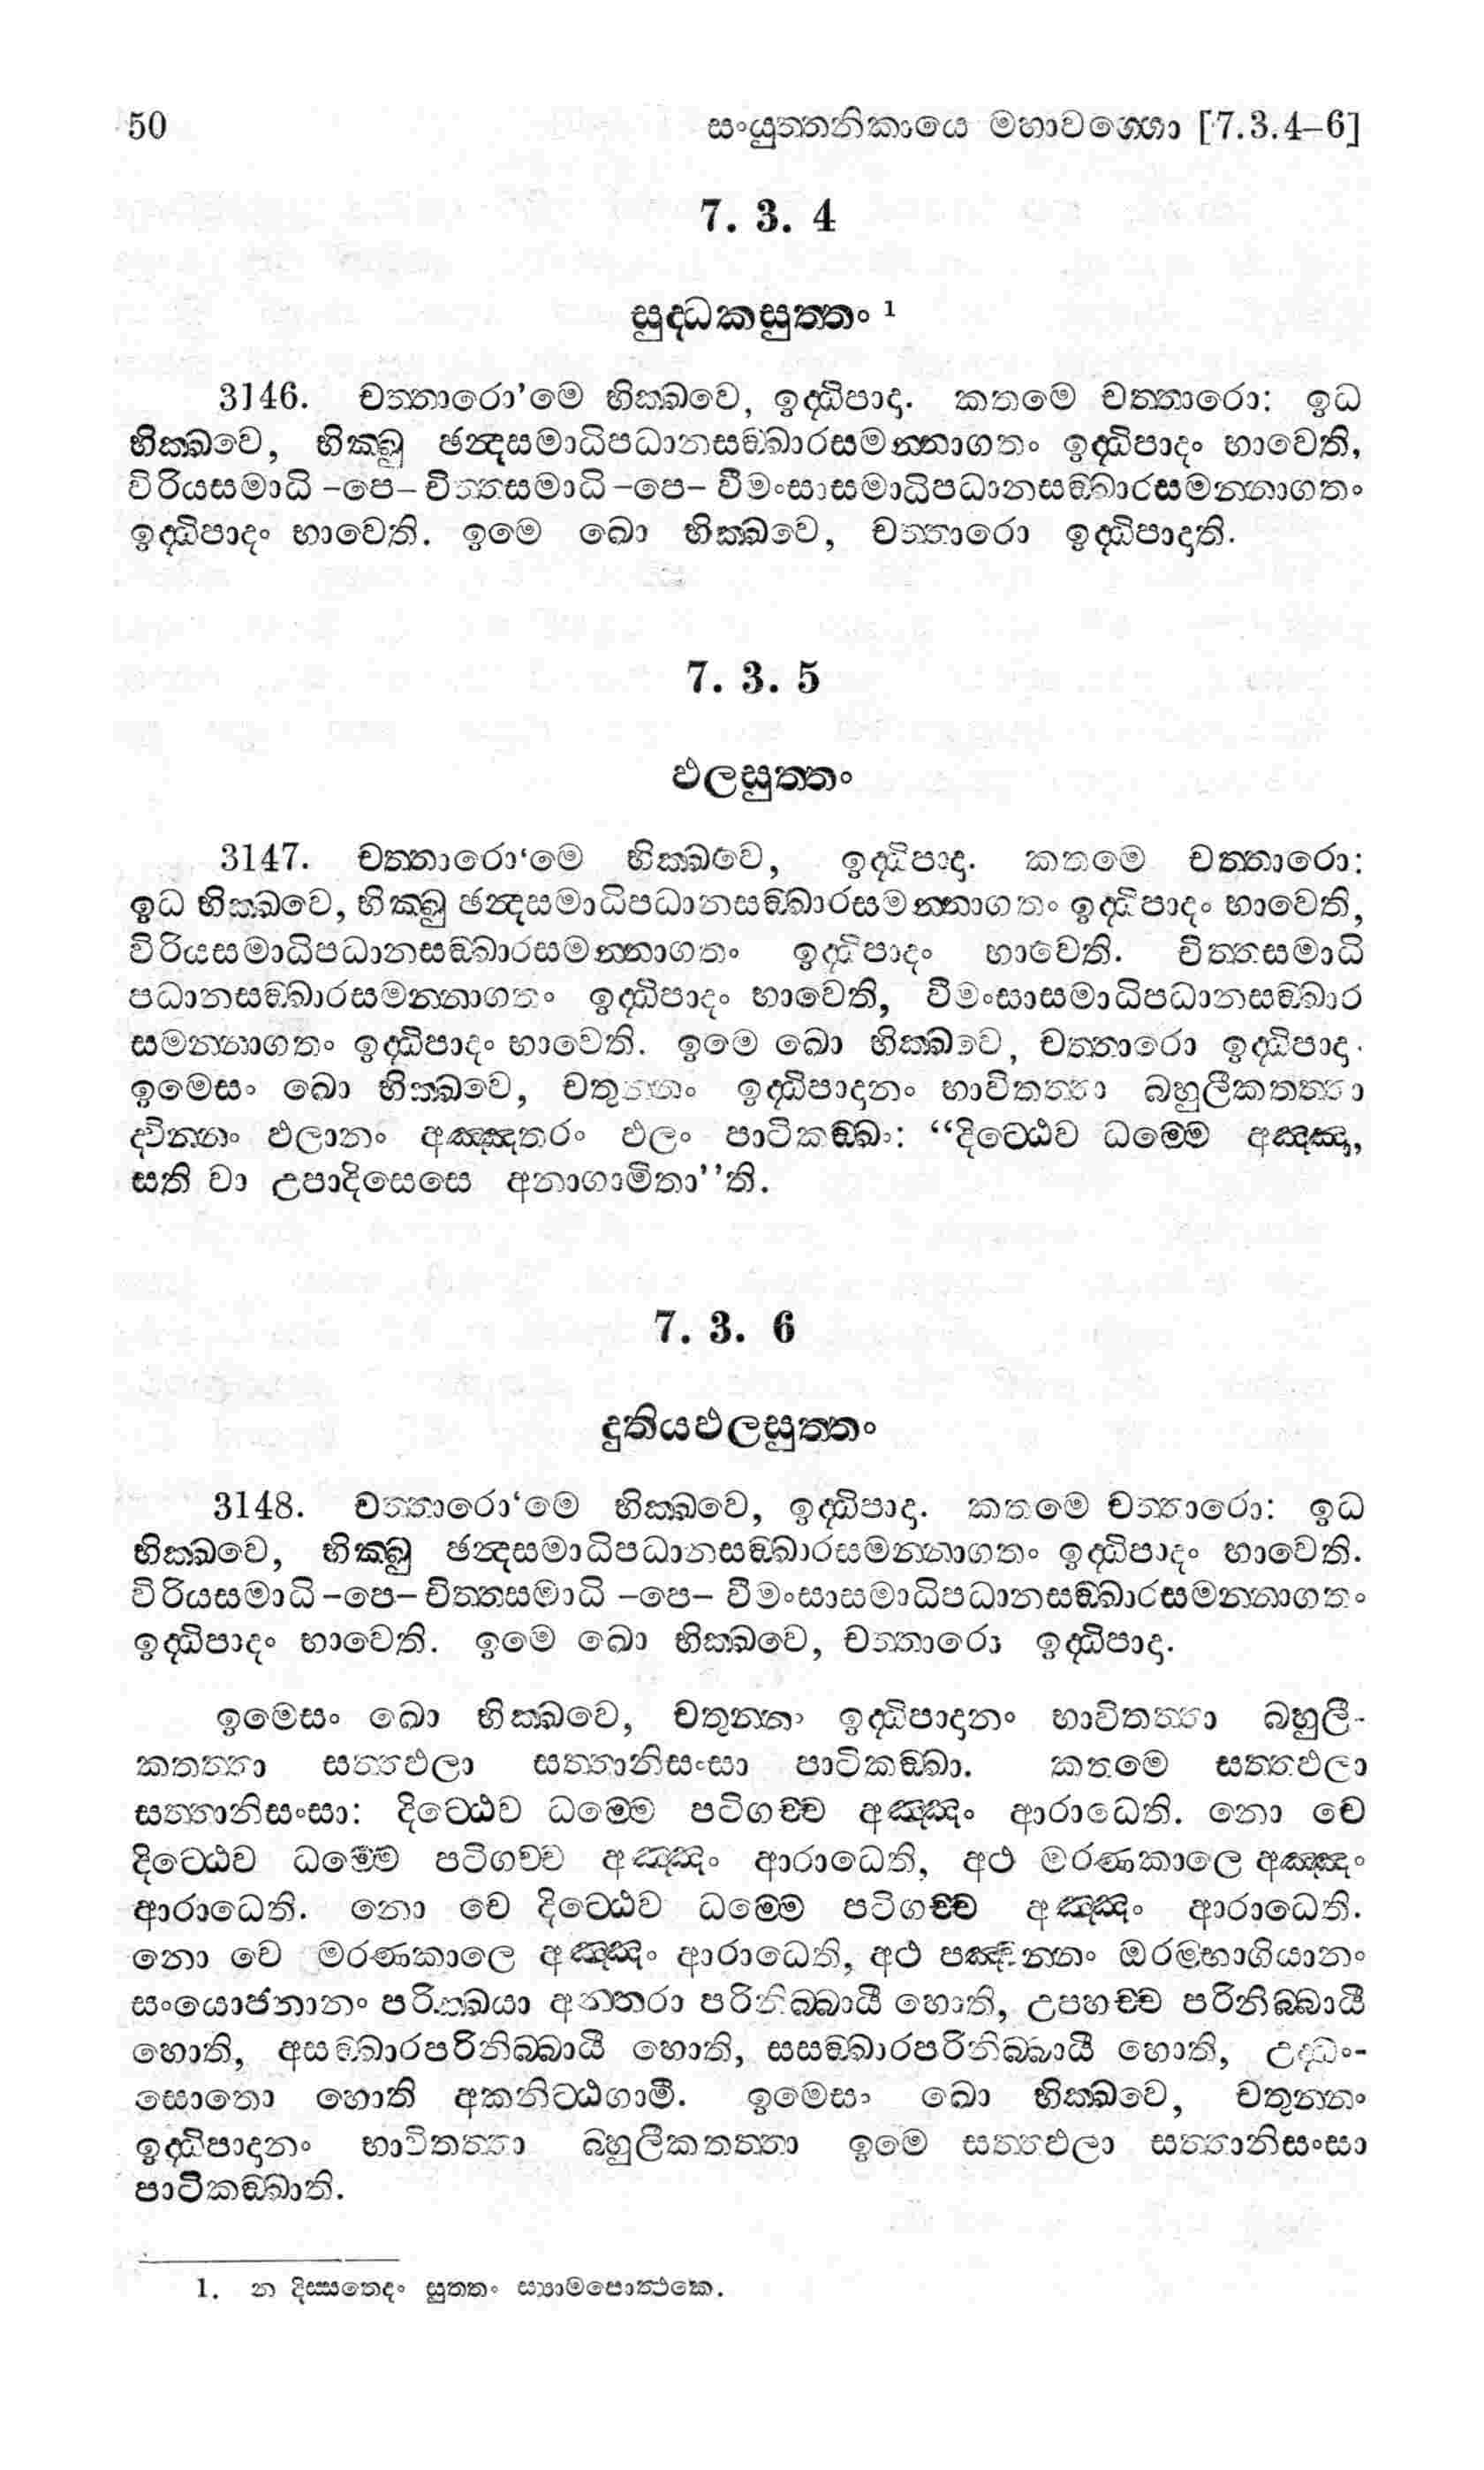 50 සංයුත්තනිකායෙ මහාවග්ගො [7.3.4–6]
7. 3. 4
සුද්ධකසුත්තං ¹
3146. චත්තාරො’මෙ භික්ඛවෙ, ඉද්ධිපාදා. කතමෙ චත්තාරො: ඉධ
භික්ඛවෙ, භික්ඛු ඡන්දසමාධිපධානසඞ්ඛාරසමන්නාගතං ඉද්ධිපාදං භාවෙති,
විරියසමාධි –පෙ– චිත්තසමාධි –පෙ– වීමංසාසමාධිපධානසඞ්ඛාරසමන්නාගතං
ඉද්ධිපාදං භාවෙති. ඉමෙ ඛො භික්ඛවෙ, චත්තාරො ඉද්ධිපාදාති.
7. 3. 5
ඵලසුත්තං
3147. චත්තාරො‘මෙ භික්ඛවෙ, ඉද්ධිපාදා. කතමෙ චත්තාරො:
ඉධ භික්ඛවෙ, භික්ඛු ඡන්දසමාධිපධානසඞ්ඛාරසමන්නාගතං ඉද්ධිපාදං භාවෙති,
විරියසමාධිපධානසඞ්ඛාරසමන්නාගතං ඉද්ධිපාදං භාවෙති. චිත්තසමාධි
පධානසඞ්ඛාරසමන්නාගතං ඉද්ධිපාදං භාවෙති, වීමංසාසමාධිපධානසඞ්ඛාර
සමන්නාගතං ඉද්ධිපාදං භාවෙති. ඉමෙ ඛො භික්ඛවෙ, චත්තාරො ඉද්ධිපාදා.
ඉමෙසං ඛො භික්ඛවෙ, චතුන්නං ඉද්ධිපාදානං භාවිකත්තා බහුලීකතත්තා
ද්වින්නං ඵලානං අඤ්ඤතරං ඵලං පාටිකඞ්ඛං: “දිට්ඨෙව ධම්මෙ අඤ්ඤා,
සති වා උපාදිසෙසෙ අනාගාමිතා”ති.
7. 3. 6
දුතියඵලසුත්තං
3148. චත්තාරො‘මෙ භික්ඛවෙ, ඉද්ධිපාදා. කතමෙ චත්තාරො: ඉධ
භික්ඛවෙ, භික්ඛු ඡන්දසමාධිපධානසඞ්ඛාරසමන්නාගතං ඉද්ධිපාදං භාවෙති.
විරියසමාධි –පෙ– චිත්තසමාධි –පෙ– වීමංසාසමාධිපධානසඞ්ඛාරසමන්නාගතං
ඉද්ධිපාදං භාවෙති. ඉමෙ ඛො භික්ඛවෙ, චත්තාරො ඉද්ධිපාදා.
ඉමෙසං ඛො භික්ඛවෙ, චතුන්නං ඉද්ධිපාදානං භාවිතත්තා බහුලී-
කතත්තා සත්තඵලා සත්තානිසංසා පාටිකඞ්ඛා. කතමෙ සත්තඵලා
සත්තානිසංසා: දිට්ඨෙව ධම්මෙ පටිගච්ච අඤ්ඤං ආරාධෙති. නො චෙ
දිට්ඨෙව ධම්මෙ පටිගච්ච අඤ්ඤං ආරාධෙති, අථ මරණකාලෙ අඤ්ඤං
ආරාධෙති. නො චෙ දිට්ඨෙව ධම්මෙ පටිගච්ච අඤ්ඤං ආරාධෙති.
නො චෙ මරණකාලෙ අඤ්ඤං ආරාධෙති, අථ පඤ්චන්නං ඔරම්භාගියානං
සංයොජනානං පරික්ඛයා අන්තරා පරිනිබ්බායී හොති, උපහච්ච පරිනිබ්බායී
හොති, අසඞ්ඛාරපරිනිබ්බායී හොති, සසඞ්ඛාරපරිනිබ්බායී හොති, උද්ධං-
සොතො හොති අකනිට්ඨගාමී. ඉමෙසං ඛො භික්ඛවෙ, චතුන්නං
ඉද්ධිපාදානං භාවිතත්තා බහුලීකතත්තා ඉමෙ සත්තඵලා සත්තානිසංසා
පාටිකඞ්ඛාති.
1. න දිස්සතෙදං සුත්තං ස්‍යාමපොත්ථකෙ.